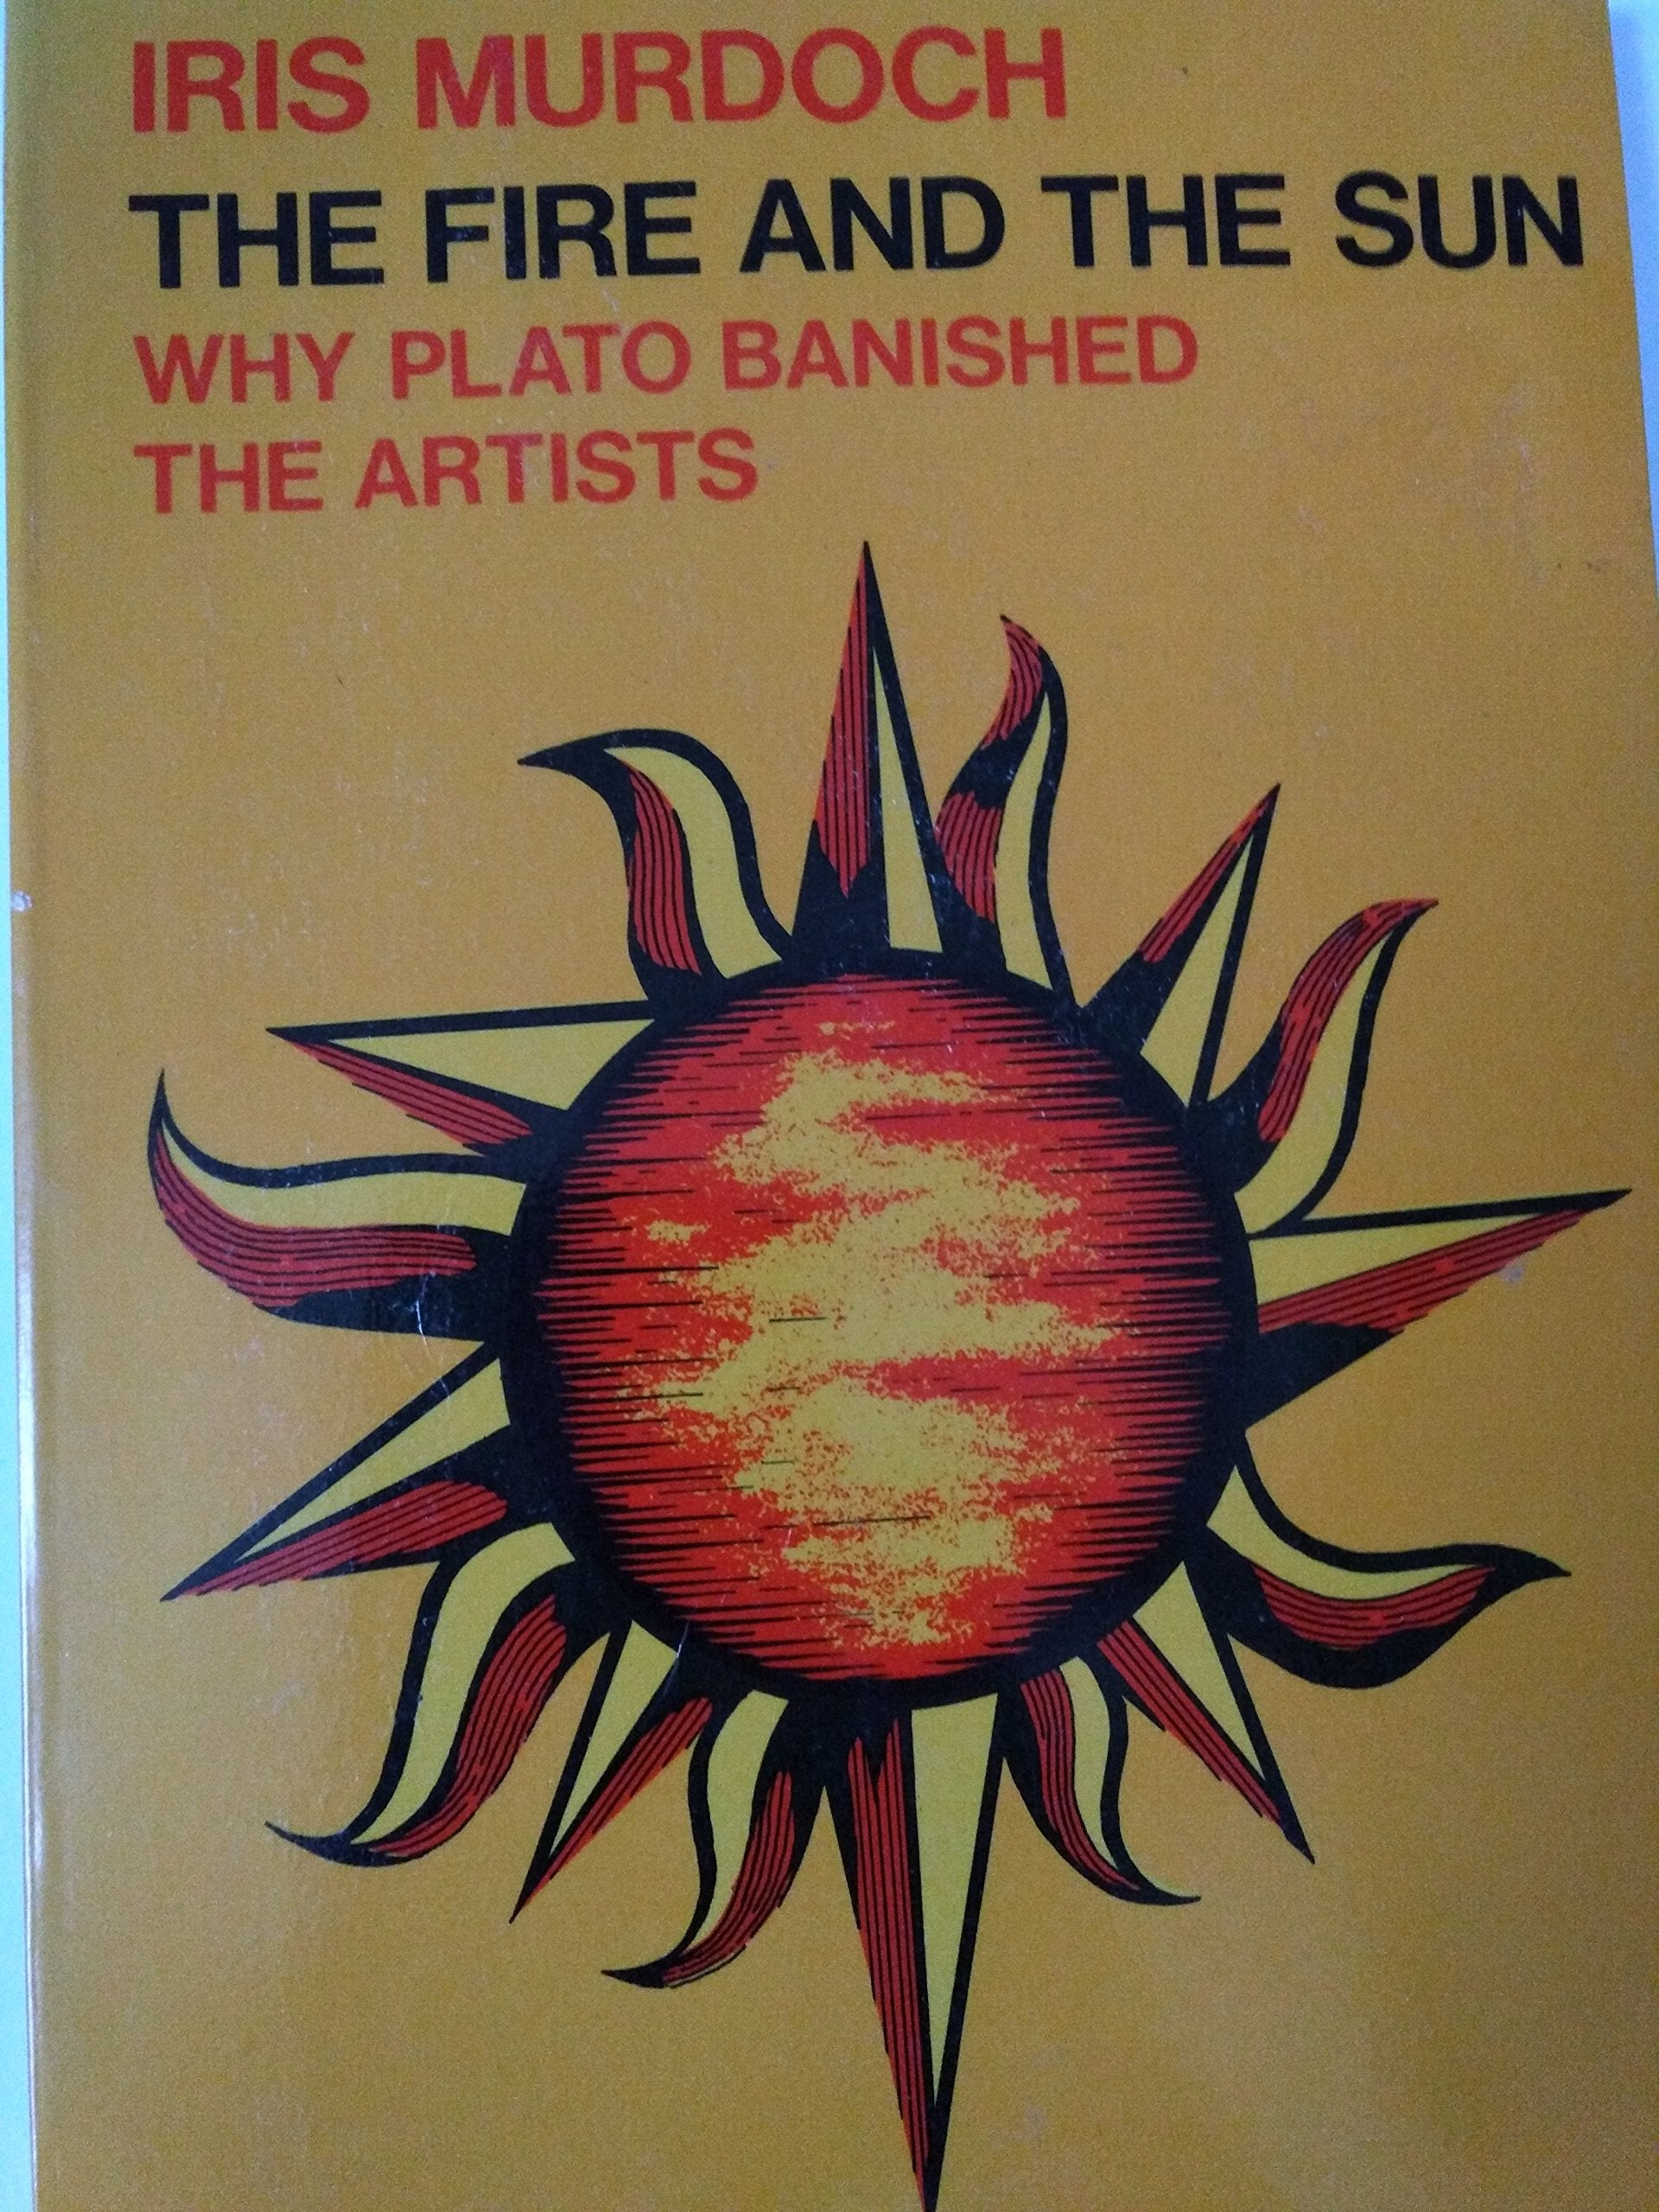 IRIS MURDOCH
THE FIRE AND THE SUN
WHY PLATO BANISHED
THE ARTISTS